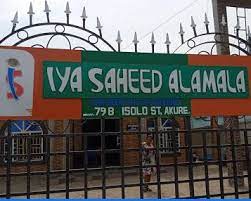 IYA SAHEED ALAMALA
79B ISOLO ST, AKURE.